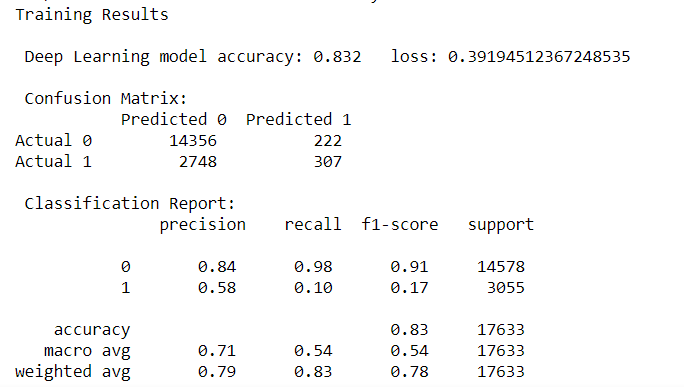 Training Results
Deep Learning model accuracy: 0.832   loss: 0.39194512367248535
Confusion Matrix:
Predicted 0  Predicted 1
Actual 0        14356          222
Actual 1         2748          307
Classification Report:
precision    recall  f1-score   support
0       0.84      0.98      0.91     14578
1       0.58      0.10      0.17      3055
accuracy                           0.83     17633
macro avg       0.71      0.54      0.54     17633
weighted avg       0.79      0.83      0.78     17633